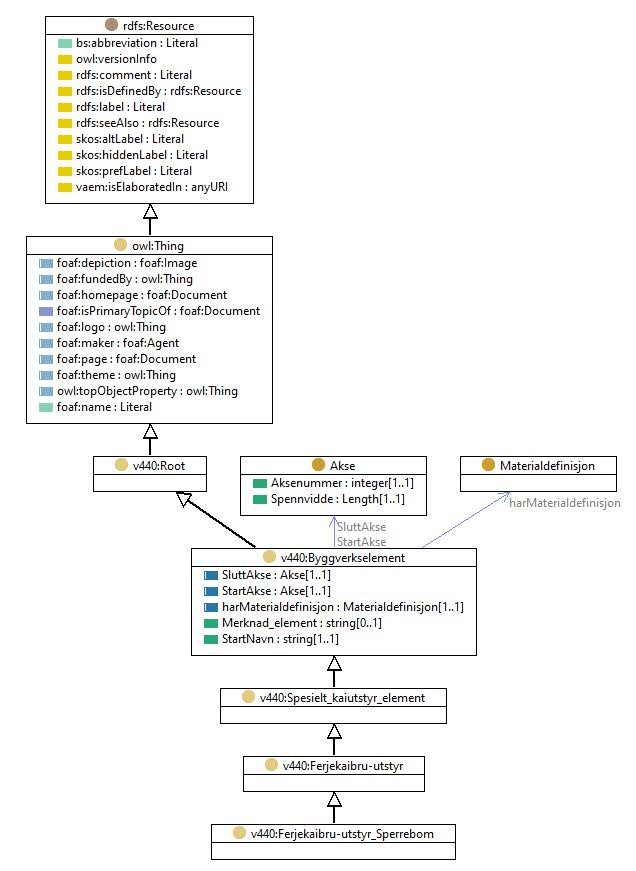 rdfs:Resource
bs:abbreviation : Literal
owl:versionInfo
rdfs:comment : Literal
rdfs:isDefinedBy : rdfs:Resource
rdfs:label : Literal
rdfs:seeAlso : rdfs:Resource
skos:altLabel : Literal
skos:hiddenLabel : Literal
skos:prefLabel : Literal
vaem:isElaboratedIn : anyURI
owl:Thing
foaf:depiction : foaf:Image
foaf:fundedBy : owl:Thing
foaf:homepage : foaf:Document
foaf:isPrimaryTopicOf : foaf:Document
foaf:logo : owl:Thing
foaf:maker : foaf:Agent
foaf:page : foaf:Document
foaf:theme : owl:Thing
owl:topObjectProperty : owl:Thing
foaf:name : Literal
v440:Root
Akse
Aksenummer : integer[1..1]
Spennvidde : Length[1..1]
Materialdefinisjon
harMaterialdefinisjon
SluttAkse
StartAkse
v440:Byggverkselement
SluttAkse : Akse[1..1]
StartAkse : Akse[1..1]
harMaterialdefinisjon : Materialdefinisjon[1..1]
Merknad_element : string[0..1]
StartNavn : string[1..1]
v440:Spesielt_kaiutstyr_element
v440:Ferjekaibru-utstyr
v440:Ferjekaibru-utstyr_Sperrebom